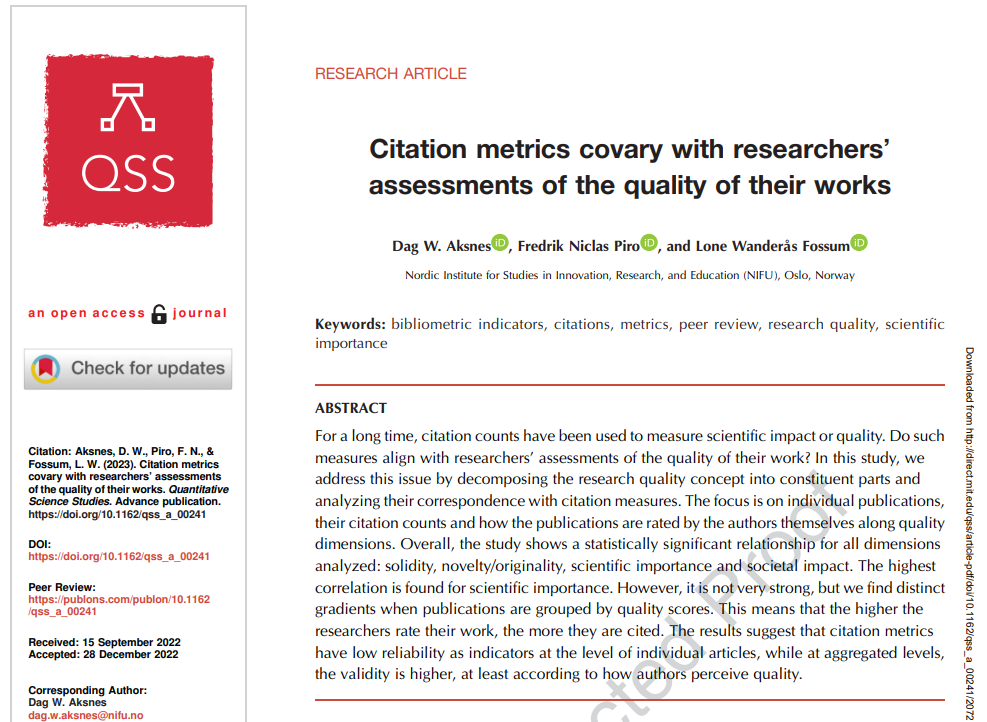 QSS
an open access journal
Check for updates
Citation: Aksnes, D. W., Piro, F. N., &
Fossum, L. W. (2023). Citation metrics
covary with researchers' assessments
of the quality of their works. Quantitative
Science Studies. Advance publication.
https://doi.org/10.1162/qss_a_00241
DOI:
https://doi.org/10.1162/qss_a_00241
Peer Review:
https://publons.com/publon/10.1162
/qss_a_00241
Received: 15 September 2022
Accepted: 28 December 2022
Corresponding Author:
Dag W. Aksnes
dag.w.aksnes@nifu.no
RESEARCH ARTICLE
Citation metrics covary with researchers'
assessments of the quality of their works
Dag W. Aksnes iD, Fredrik Niclas Piro iD, and Lone Wanderås Fossum iD
Nordic Institute for Studies in Innovation, Research, and Education (NIFU), Oslo, Norway
Keywords: bibliometric indicators, citations, metrics, peer review, research quality, scientific
importance
ABSTRACT
For a long time, citation counts have been used to measure scientific impact or quality. Do such
measures align with researchers' assessments of the quality of their work? In this study, we
address this issue by decomposing the research quality concept into constituent parts and
analyzing their correspondence with citation measures. The focus is on individual publications,
their citation counts and how the publications are rated by the authors themselves along quality
dimensions. Overall, the study shows a statistically significant relationship for all dimensions
analyzed: solidity, novelty/originality, scientific importance and societal impact. The highest
correlation is found for scientific importance. However, it is not very strong, but we find distinct
gradients when publications are grouped by quality scores. This means that the higher the
researchers rate their work, the more they are cited. The results suggest that citation metrics
have low reliability as indicators at the level of individual articles, while at aggregated levels,
the validity is higher, at least according to how authors perceive quality.
cted Proof
Downloaded from http://direct.mit.edu/qss/article-pdf/doi/10.1162/qss_a_00241/2072